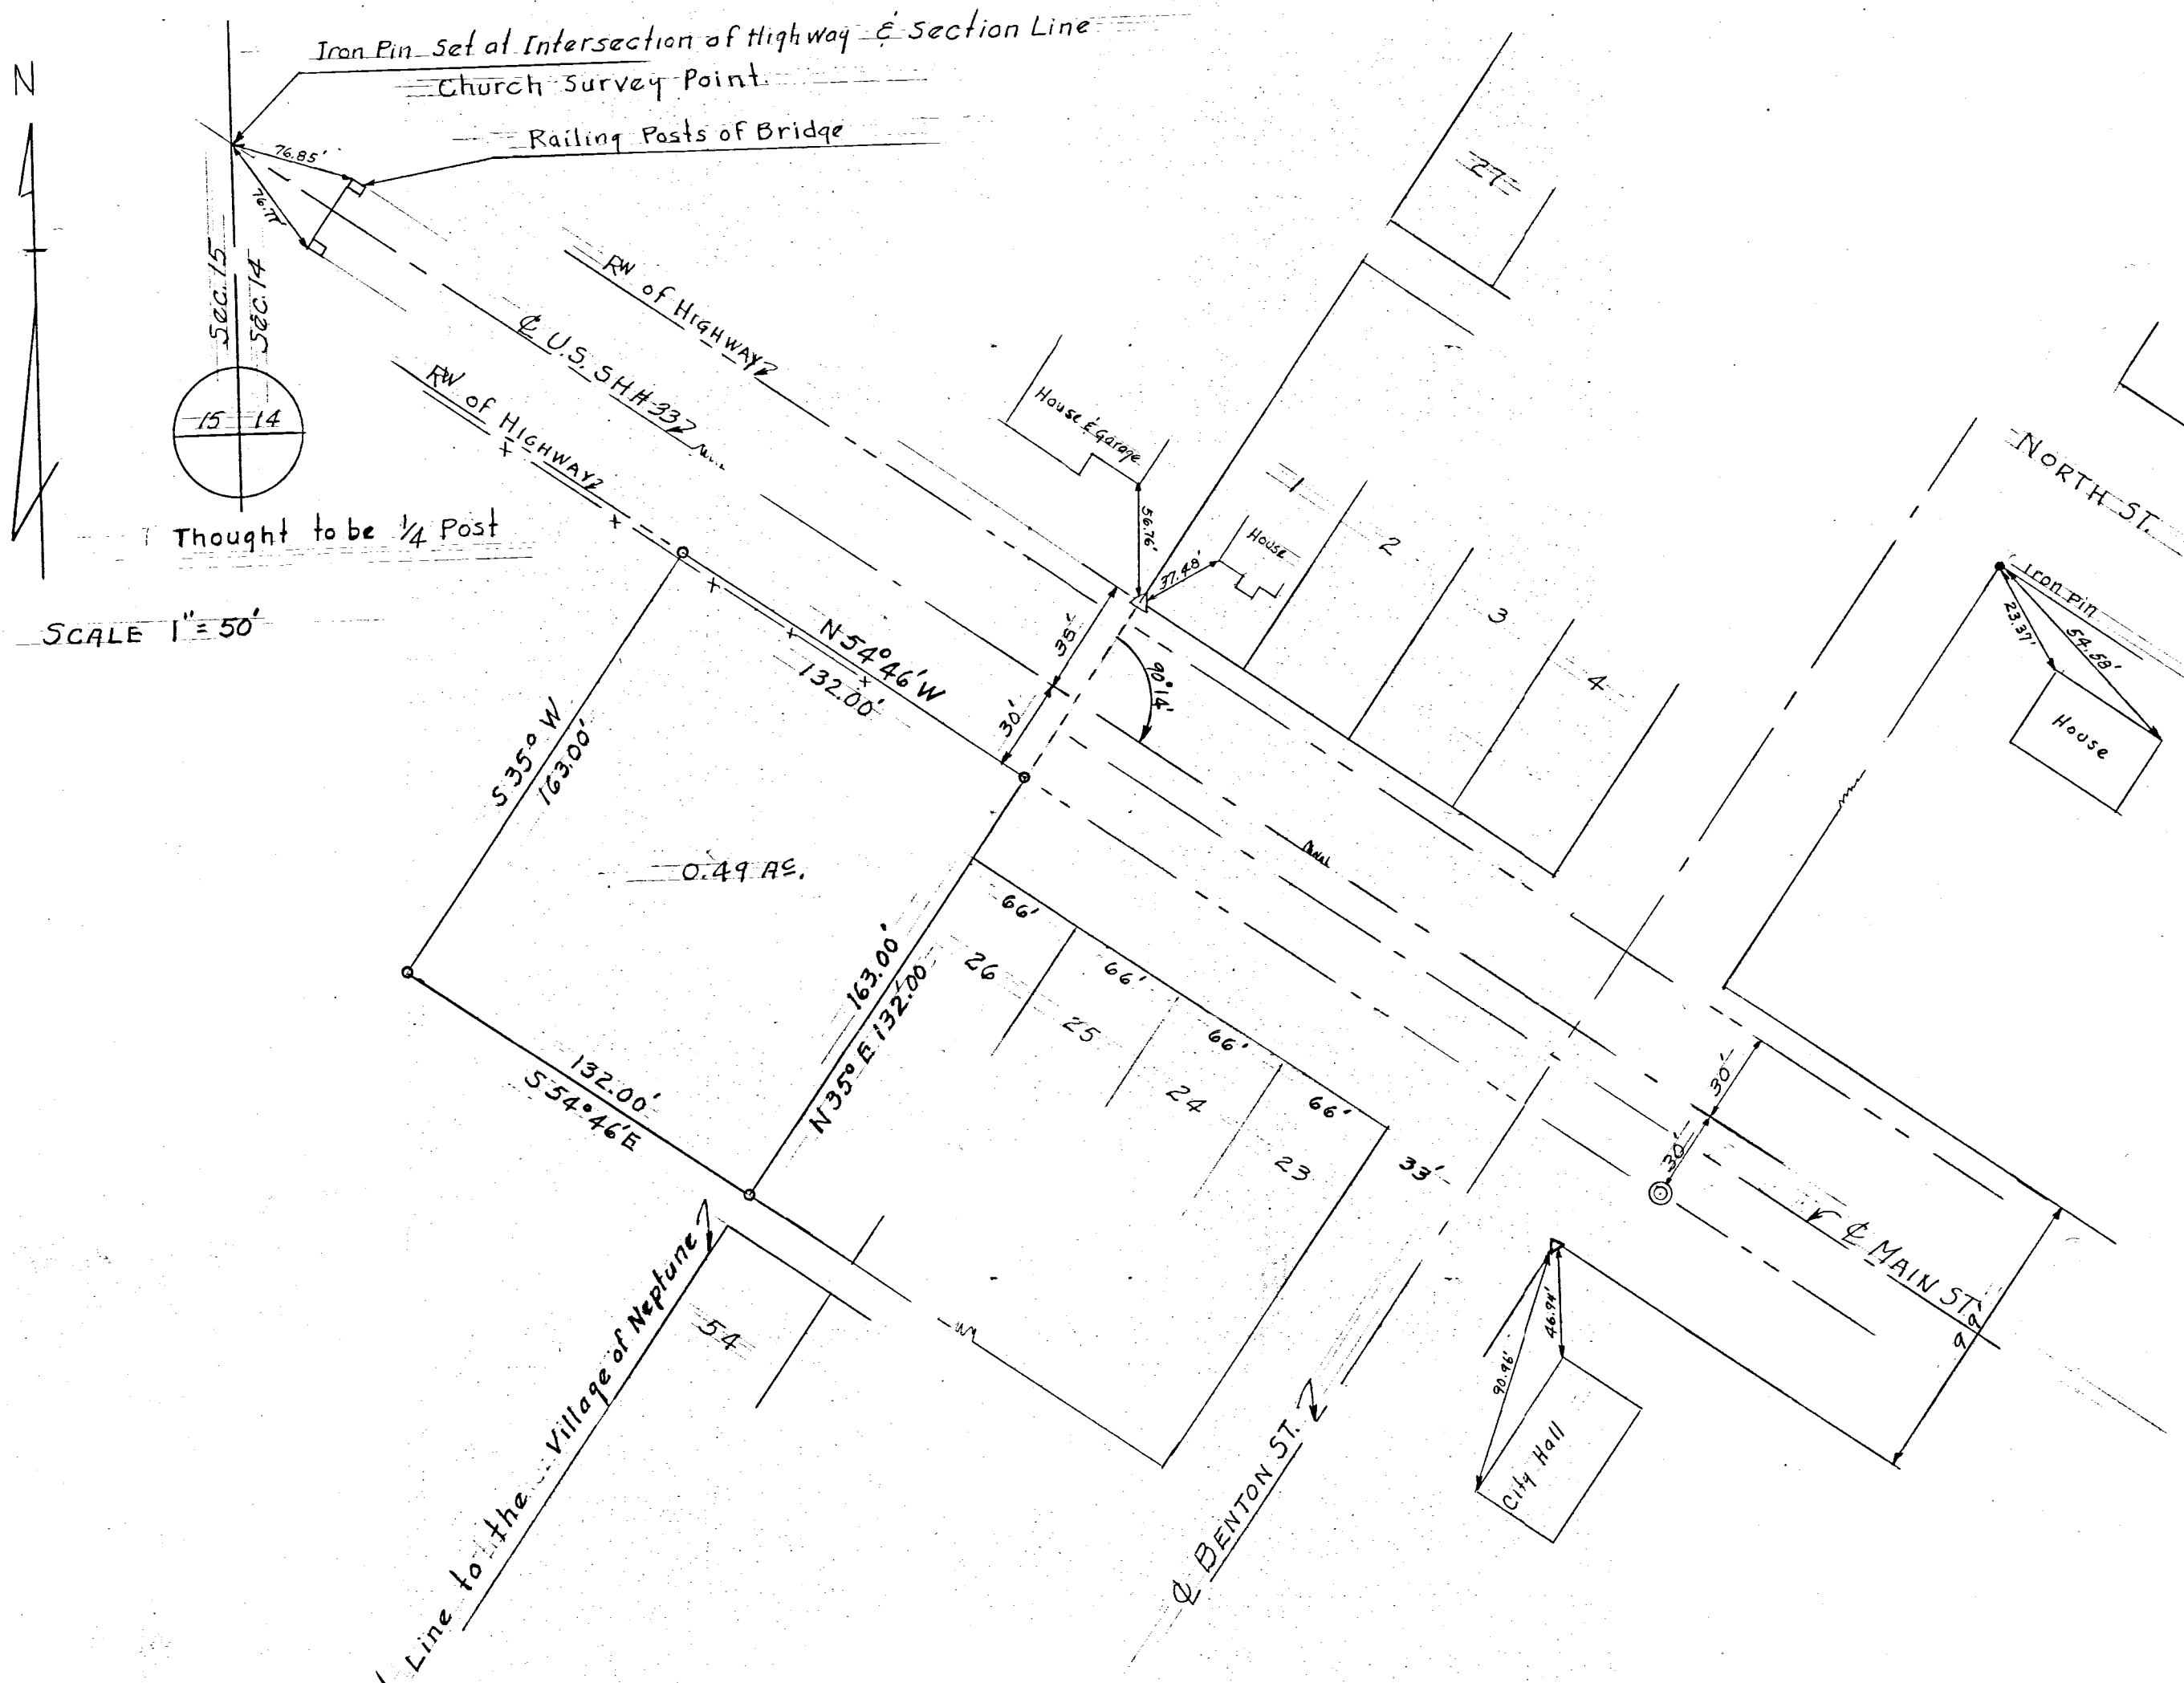 N
Iron Pin Set at Intersection of Highway & Section Line
Church Survey Point.
Railing Posts of Bridge
76.85'
Sec. 15
Sec. 14
15 14
Thought to be 1/4 Post
SCALE 1" = 50'
RW of HIGHWAY
℄ U.S. S.H.#33
RW of HIGHWAY
27
House & Garage
56.76'
37.48'
House
1
2
3
4
NORTH ST.
Iron Pin
23.37'
54.58'
House
N 54°46' W
132.00'
35'
30'
90°14'
S 35° W
163.00'
0.49 Ac.
163.00'
N 35° E 132.00
66'
66'
66'
66'
26
25
24
23
33'
132.00'
S 54°46' E
30'
30'
℄ MAIN ST.
99'
54
Line to the Village of Neptune
℄ BENTON ST.
46.94'
90.96'
City Hall